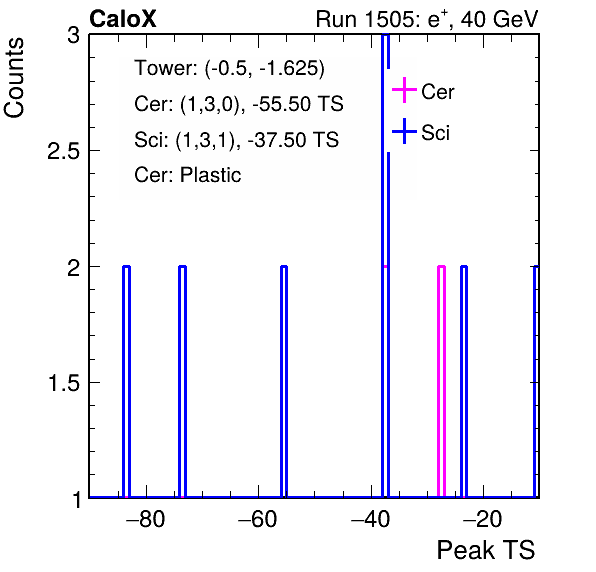 CaloX Run 1505: e+, 40 GeV
Counts
3
2.5
2
1.5
1
Tower: (-0.5, -1.625)
Cer: (1,3,0), -55.50 TS
Sci: (1,3,1), -37.50 TS
Cer: Plastic
Cer
Sci
−80 −60 −40 −20
Peak TS